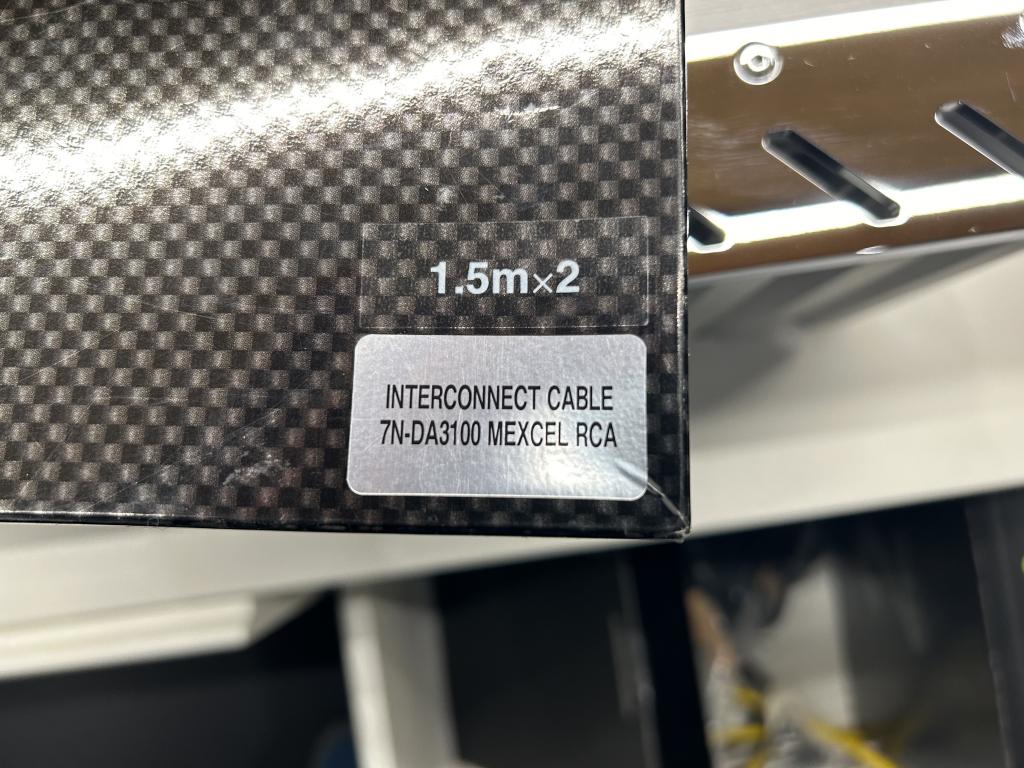 1.5m×2
INTERCONNECT CABLE
7N-DA3100 MEXCEL RCA